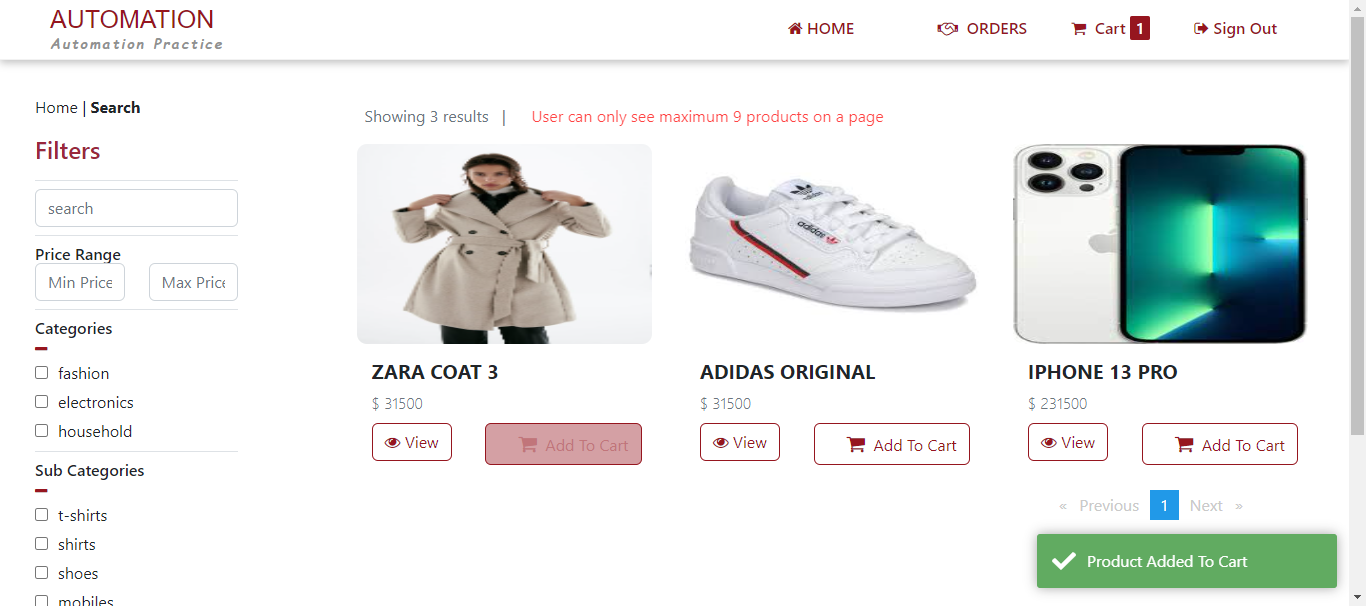 AUTOMATION
Automation Practice
HOME
ORDERS
Cart 1
Sign Out
Home | Search
Filters
search
Price Range
Min Price
Max Price
Categories
fashion
electronics
household
Sub Categories
t-shirts
shirts
shoes
mobiles
Showing 3 results |
User can only see maximum 9 products on a page
adidas
ZARA COAT 3
$ 31500
View
Add To Cart
ADIDAS ORIGINAL
$ 31500
View
Add To Cart
IPHONE 13 PRO
$ 231500
View
Add To Cart
« Previous 1 Next »
Product Added To Cart